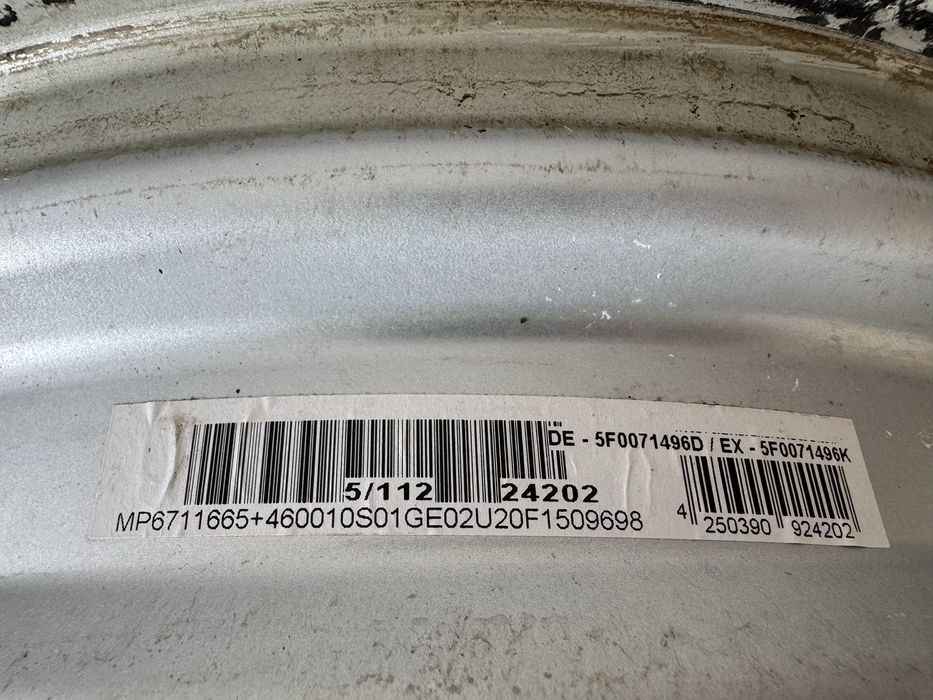 DE - 5F0071496D / EX - 5F0071496K
5/112 24202
MP6711665+460010S01GE02U20F1509698
4 250390 924202